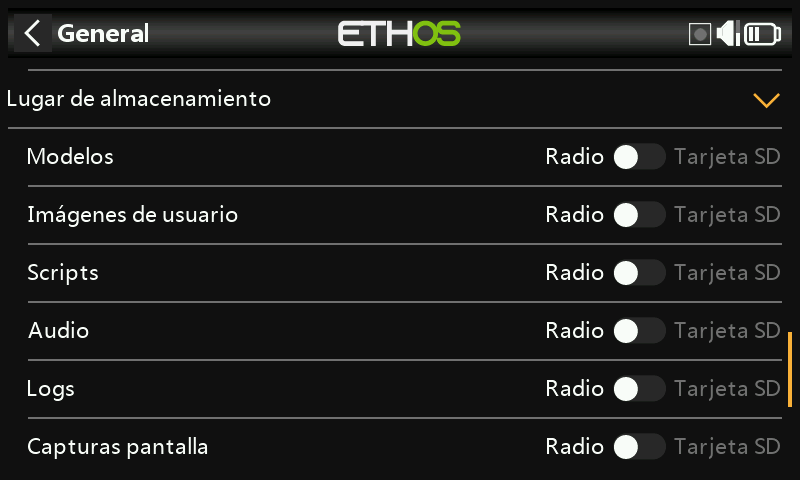 General
ETHOS
Lugar de almacenamiento
Modelos Radio Tarjeta SD
Imágenes de usuario Radio Tarjeta SD
Scripts Radio Tarjeta SD
Audio Radio Tarjeta SD
Logs Radio Tarjeta SD
Capturas pantalla Radio Tarjeta SD